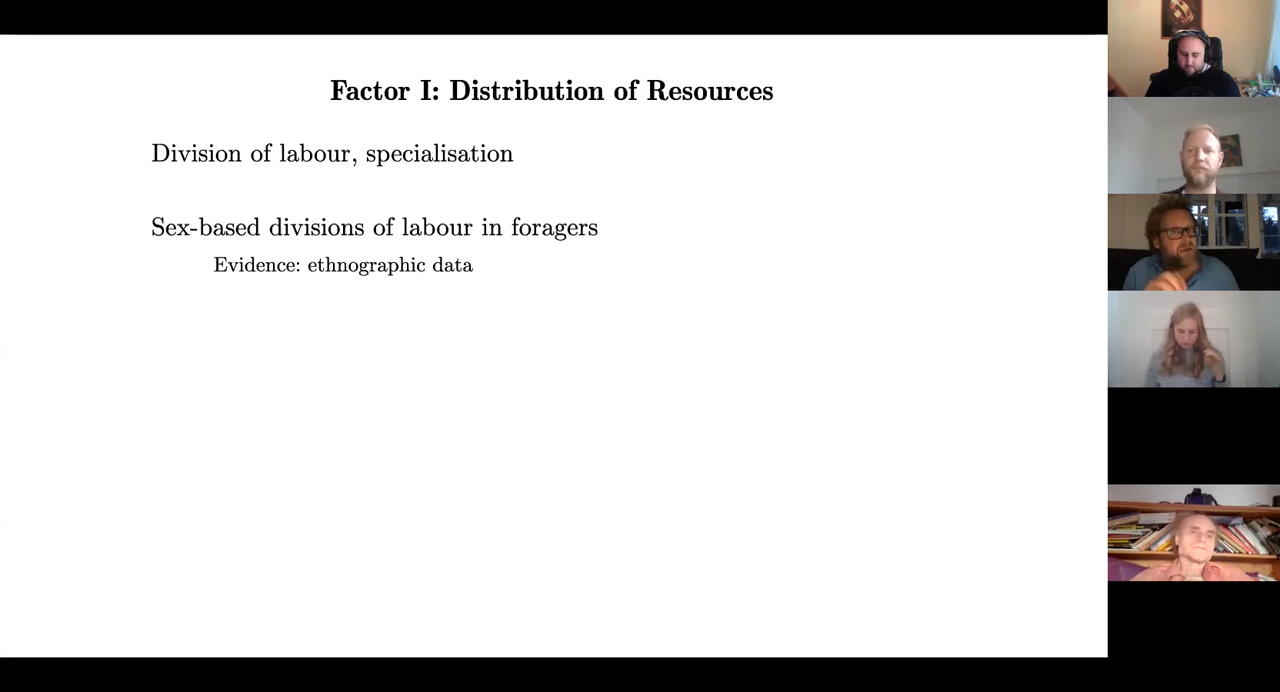 Factor I: Distribution of Resources
Division of labour, specialisation
Sex-based divisions of labour in foragers
Evidence: ethnographic data